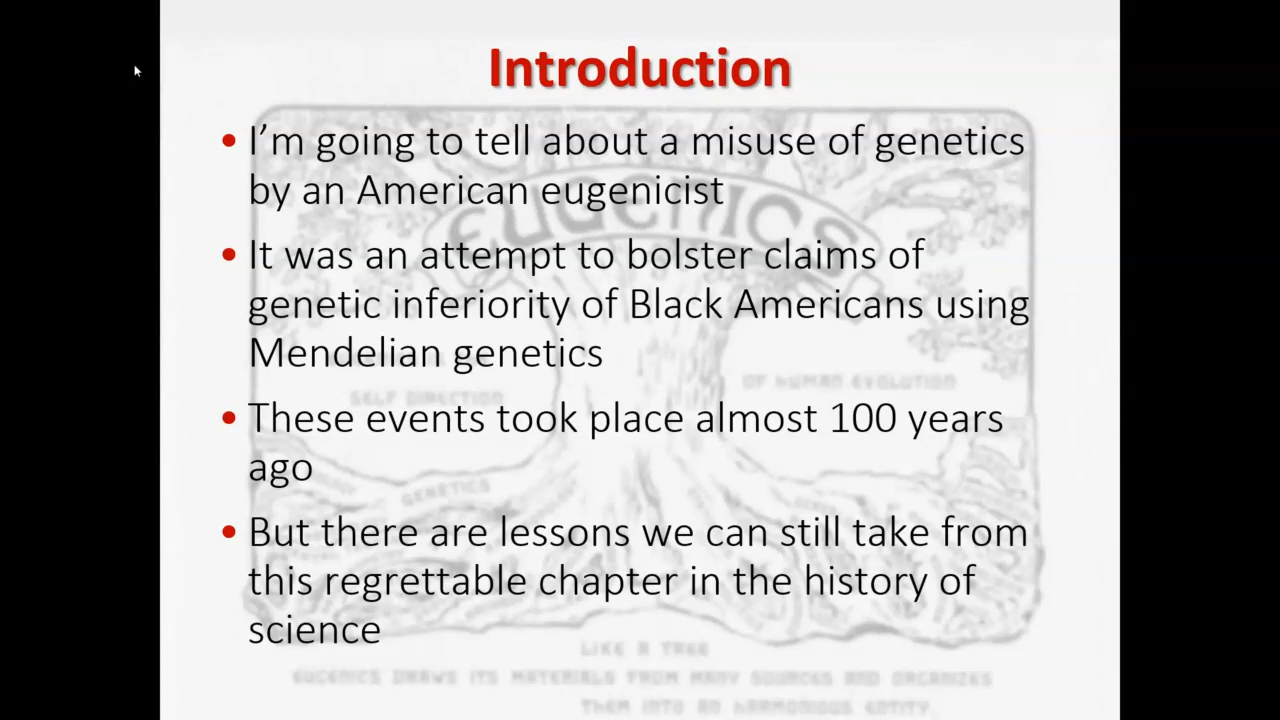 Introduction
• I’m going to tell about a misuse of genetics
by an American eugenicist
• It was an attempt to bolster claims of
genetic inferiority of Black Americans using
Mendelian genetics
• These events took place almost 100 years
ago
• But there are lessons we can still take from
this regrettable chapter in the history of
science
EUGENICS
SELF DIRECTION
OF HUMAN EVOLUTION
GENETICS
LIKE A TREE
EUGENICS DRAWS ITS MATERIALS FROM MANY SOURCES AND ORGANIZES
THEM INTO AN HARMONIOUS ENTITY.